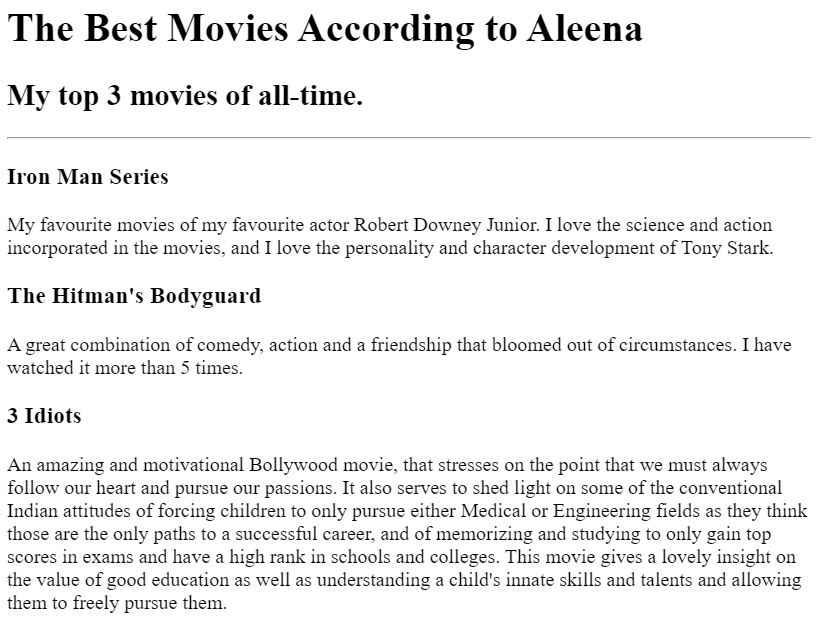 The Best Movies According to Aleena
My top 3 movies of all-time.
Iron Man Series
My favourite movies of my favourite actor Robert Downey Junior. I love the science and action
incorporated in the movies, and I love the personality and character development of Tony Stark.
The Hitman's Bodyguard
A great combination of comedy, action and a friendship that bloomed out of circumstances. I have
watched it more than 5 times.
3 Idiots
An amazing and motivational Bollywood movie, that stresses on the point that we must always
follow our heart and pursue our passions. It also serves to shed light on some of the conventional
Indian attitudes of forcing children to only pursue either Medical or Engineering fields as they think
those are the only paths to a successful career, and of memorizing and studying to only gain top
scores in exams and have a high rank in schools and colleges. This movie gives a lovely insight on
the value of good education as well as understanding a child's innate skills and talents and allowing
them to freely pursue them.